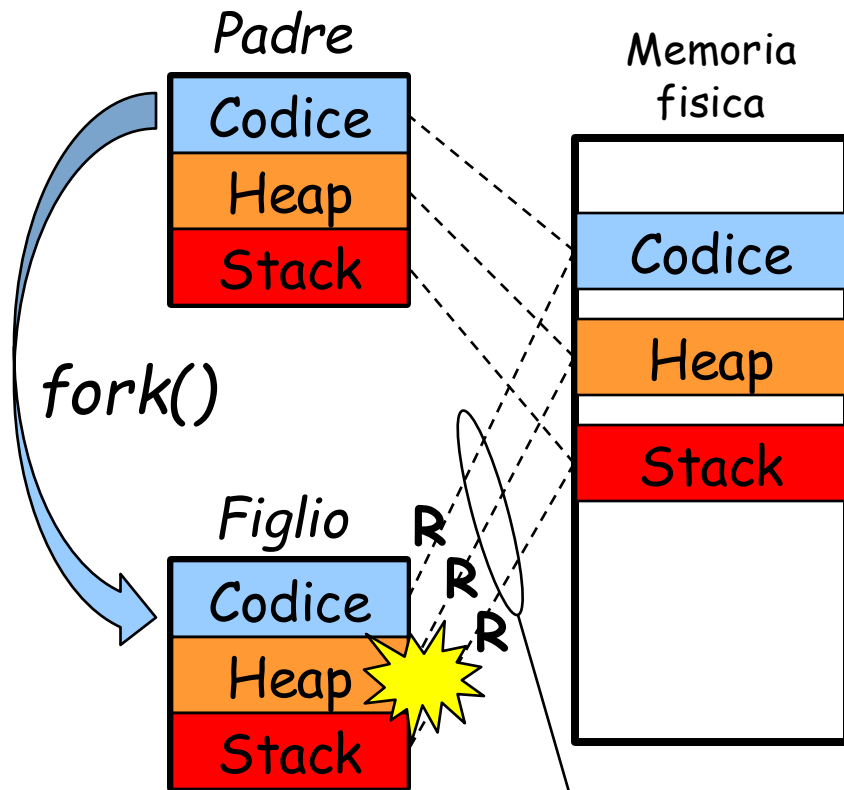 Padre
Codice
Heap
Stack
Memoria
fisica
Codice
Heap
Stack
fork()
Figlio
Codice
Heap
Stack
R
R
R